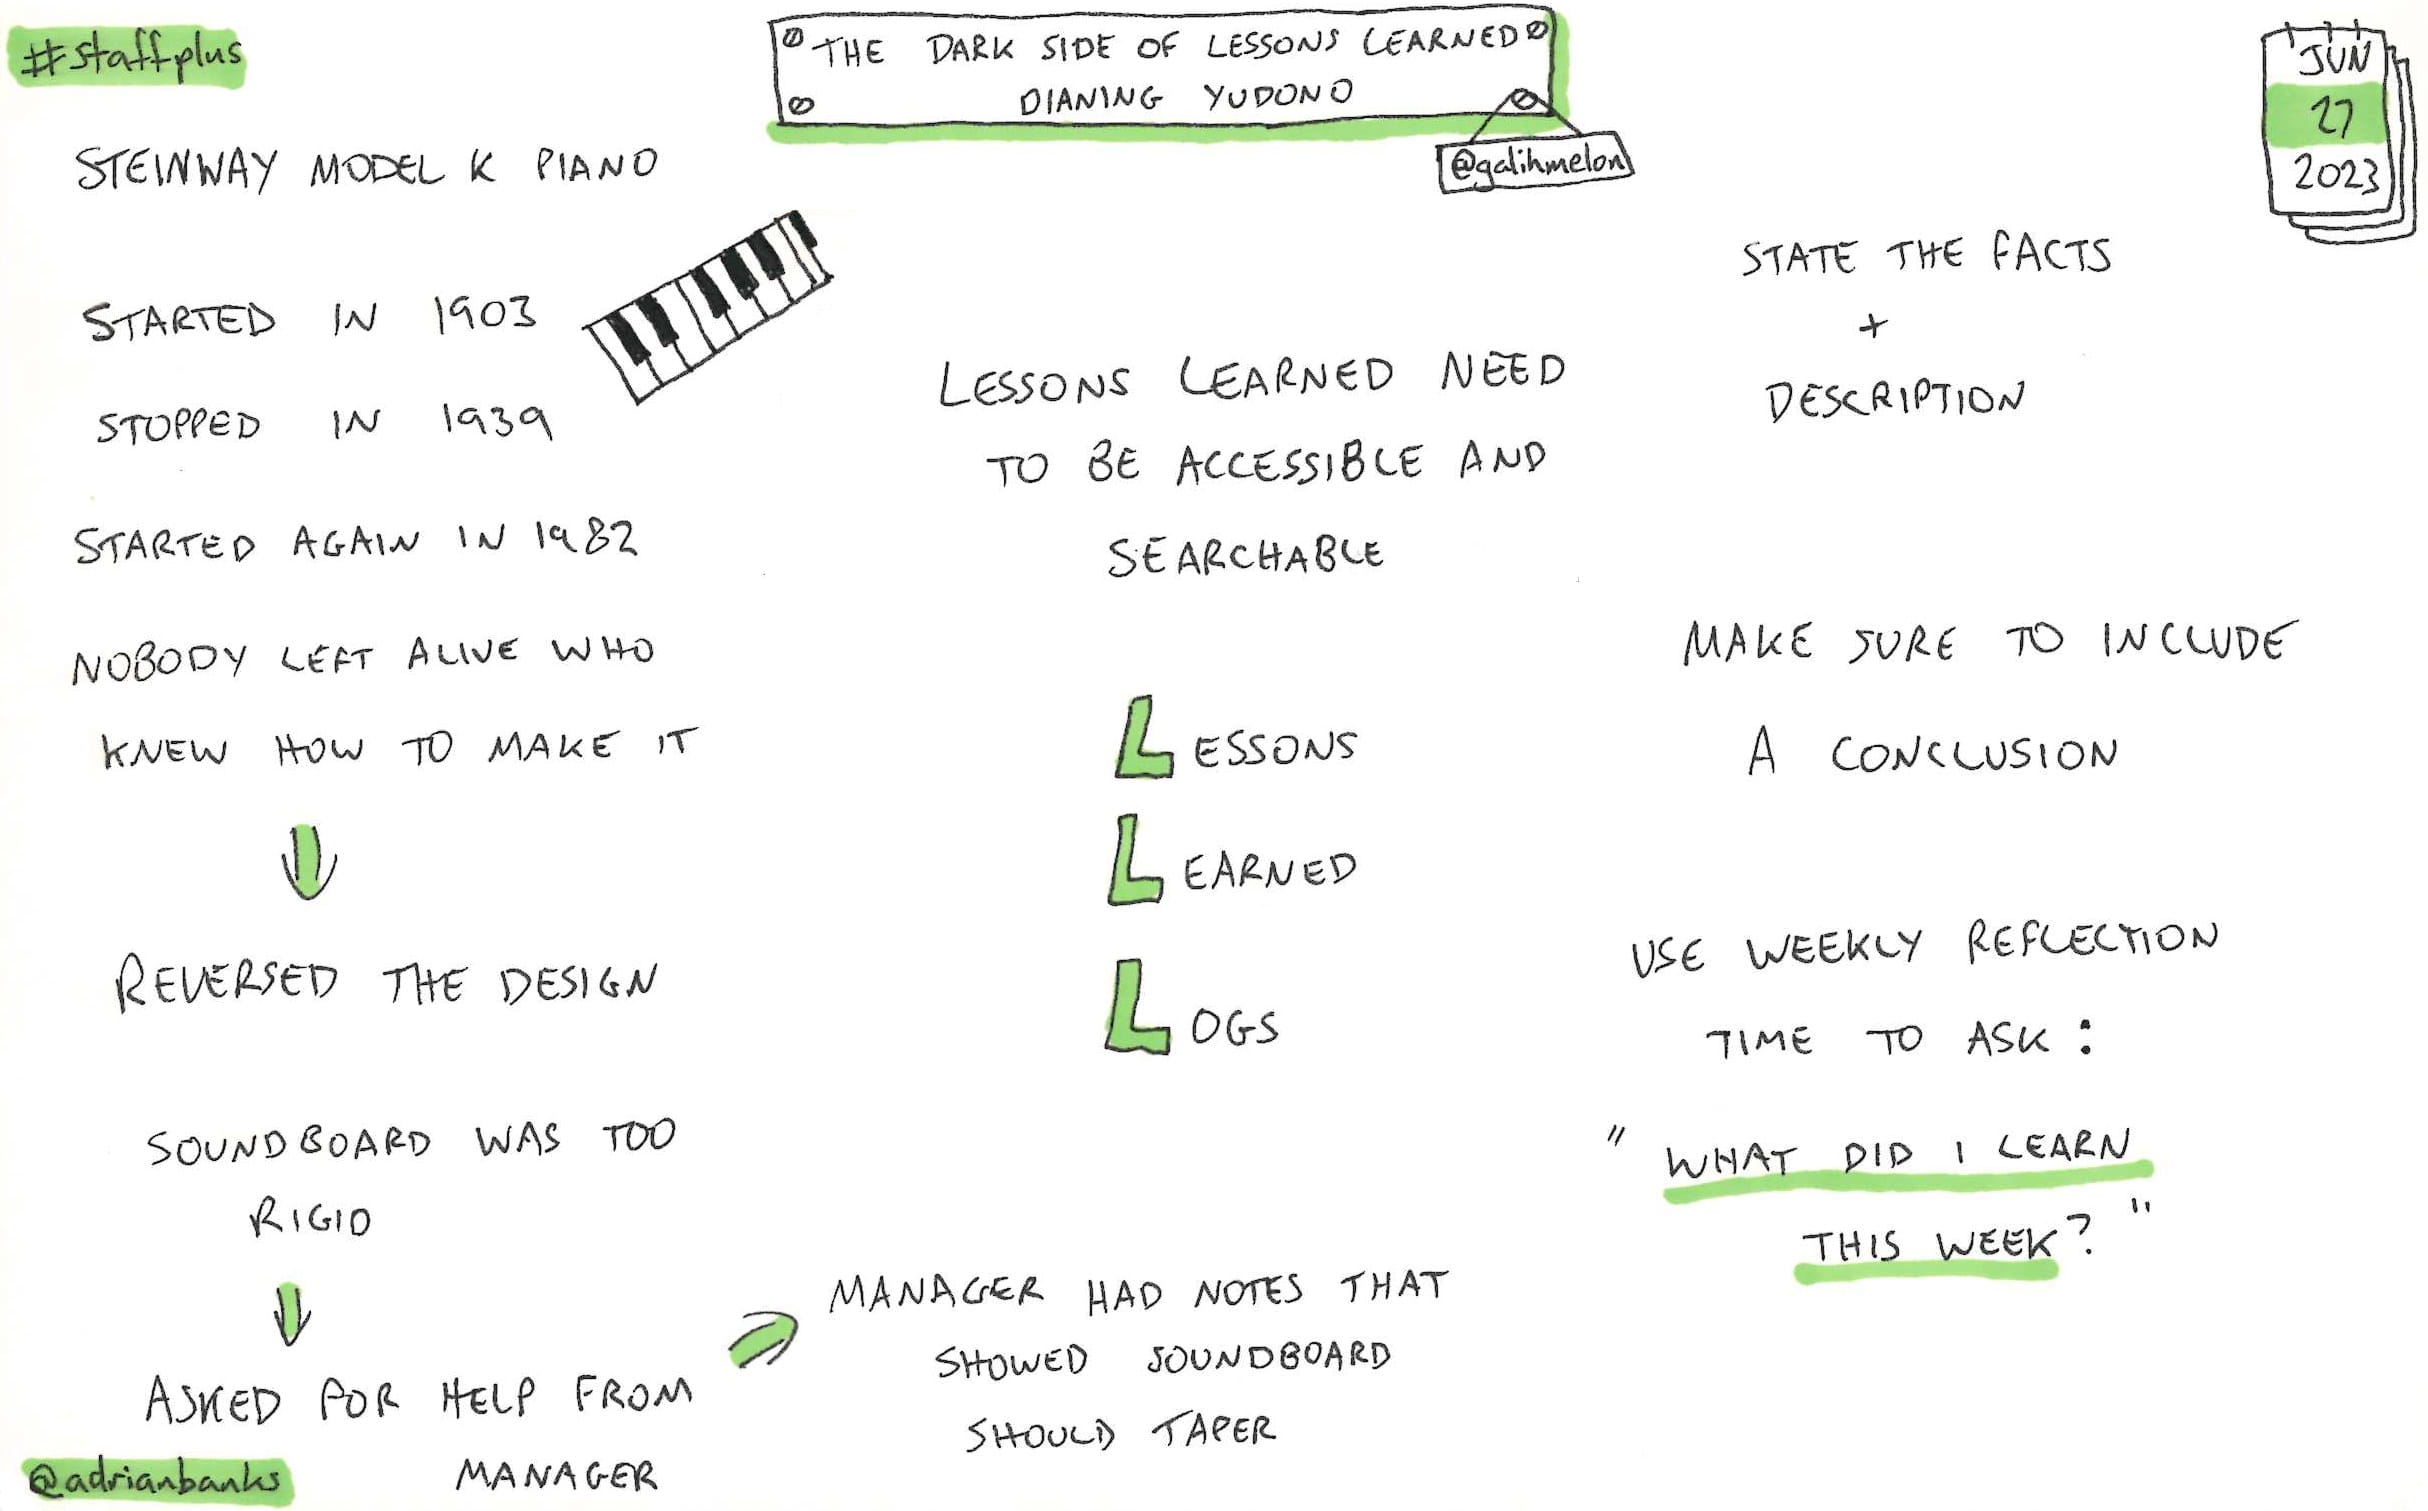 #staffplus
THE DARK SIDE OF LESSONS LEARNED
DIANING YUDONO
@galihmelon
JUN
27
2023
STEINWAY MODEL K PIANO
STARTED IN 1903
STOPPED IN 1939
STARTED AGAIN IN 1982
NOBODY LEFT ALIVE WHO
KNEW HOW TO MAKE IT
REVERSED THE DESIGN
SOUNDBOARD WAS TOO
RIGID
ASKED FOR HELP FROM
MANAGER
MANAGER HAD NOTES THAT
SHOWED SOUNDBOARD
SHOULD TAPER
LESSONS LEARNED NEED
TO BE ACCESSIBLE AND
SEARCHABLE
LESSONS
LEARNED
LOGS
STATE THE FACTS
+
DESCRIPTION
MAKE SURE TO INCLUDE
A CONCLUSION
USE WEEKLY REFLECTION
TIME TO ASK:
"WHAT DID I LEARN
THIS WEEK?"
@adrianbanks